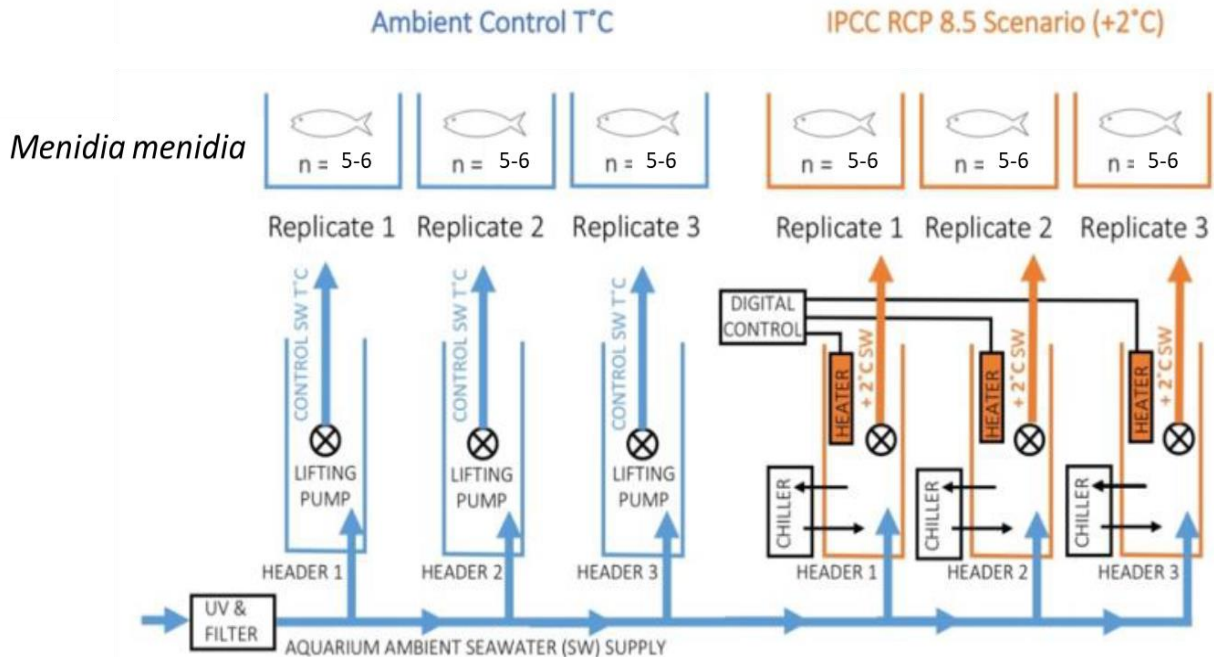 Ambient Control T˚C
IPCC RCP 8.5 Scenario (+2˚C)
Menidia menidia
n = 5-6
n = 5-6
n = 5-6
n = 5-6
n = 5-6
n = 5-6
Replicate 1
Replicate 2
Replicate 3
Replicate 1
Replicate 2
Replicate 3
CONTROL SW T˚C
CONTROL SW T˚C
CONTROL SW T˚C
DIGITAL
CONTROL
HEATER
+ 2˚C SW
HEATER
+ 2˚C SW
HEATER
+ 2˚C SW
LIFTING
PUMP
LIFTING
PUMP
LIFTING
PUMP
CHILLER
CHILLER
CHILLER
HEADER 1
HEADER 2
HEADER 3
HEADER 1
HEADER 2
HEADER 3
UV &
FILTER
AQUARIUM AMBIENT SEAWATER (SW) SUPPLY